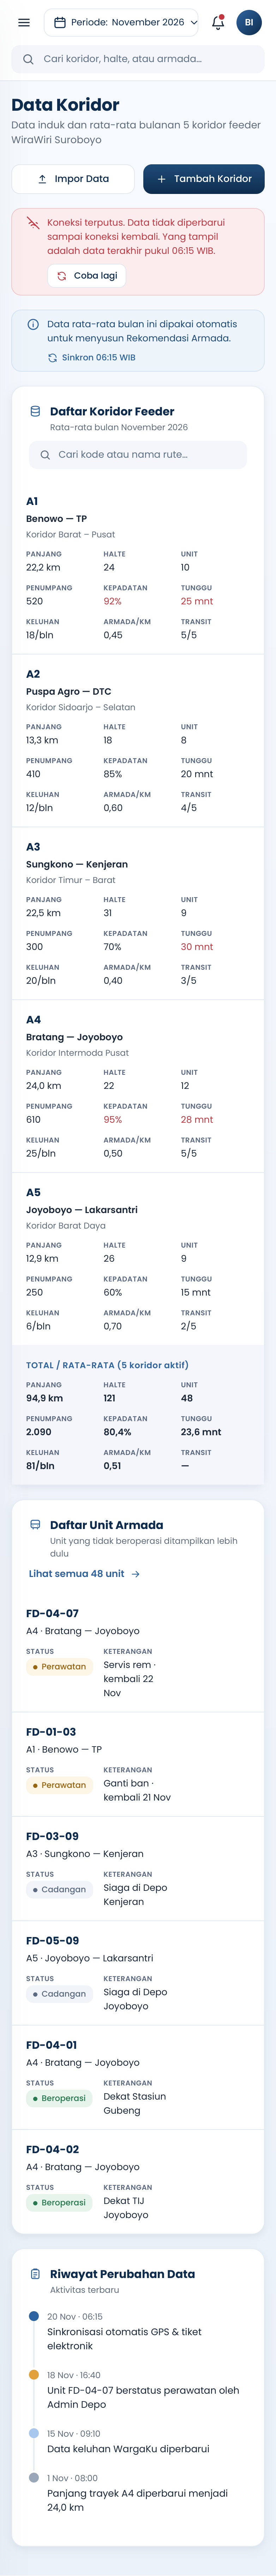 Periode: November 2026
BI
Cari koridor, halte, atau armada...
Data Koridor
Data induk dan rata-rata bulanan 5 koridor feeder
WiraWiri Suroboyo
Impor Data
Tambah Koridor
Koneksi terputus. Data tidak diperbarui
sampai koneksi kembali. Yang tampil
adalah data terakhir pukul 06:15 WIB.
Coba lagi
Data rata-rata bulan ini dipakai otomatis
untuk menyusun Rekomendasi Armada.
Sinkron 06:15 WIB
Daftar Koridor Feeder
Rata-rata bulan November 2026
Cari kode atau nama rute...
A1
Benowo — TP
Koridor Barat – Pusat
PANJANG HALTE UNIT
22,2 km 24 10
PENUMPANG KEPADATAN TUNGGU
520 92% 25 mnt
KELUHAN ARMADA/KM TRANSIT
18/bln 0,45 5/5
A2
Puspa Agro — DTC
Koridor Sidoarjo – Selatan
PANJANG HALTE UNIT
13,3 km 18 8
PENUMPANG KEPADATAN TUNGGU
410 85% 20 mnt
KELUHAN ARMADA/KM TRANSIT
12/bln 0,60 4/5
A3
Sungkono — Kenjeran
Koridor Timur – Barat
PANJANG HALTE UNIT
22,5 km 31 9
PENUMPANG KEPADATAN TUNGGU
300 70% 30 mnt
KELUHAN ARMADA/KM TRANSIT
20/bln 0,40 3/5
A4
Bratang — Joyoboyo
Koridor Intermoda Pusat
PANJANG HALTE UNIT
24,0 km 22 12
PENUMPANG KEPADATAN TUNGGU
610 95% 28 mnt
KELUHAN ARMADA/KM TRANSIT
25/bln 0,50 5/5
A5
Joyoboyo — Lakarsantri
Koridor Barat Daya
PANJANG HALTE UNIT
12,9 km 26 9
PENUMPANG KEPADATAN TUNGGU
250 60% 15 mnt
KELUHAN ARMADA/KM TRANSIT
6/bln 0,70 2/5
TOTAL / RATA-RATA (5 koridor aktif)
PANJANG HALTE UNIT
94,9 km 121 48
PENUMPANG KEPADATAN TUNGGU
2.090 80,4% 23,6 mnt
KELUHAN ARMADA/KM TRANSIT
81/bln 0,51 —
Daftar Unit Armada
Unit yang tidak beroperasi ditampilkan lebih
dulu
Lihat semua 48 unit →
FD-04-07
A4 · Bratang — Joyoboyo
STATUS KETERANGAN
Perawatan Servis rem ·
kembali 22
Nov
FD-01-03
A1 · Benowo — TP
STATUS KETERANGAN
Perawatan Ganti ban ·
kembali 21 Nov
FD-03-09
A3 · Sungkono — Kenjeran
STATUS KETERANGAN
Cadangan Siaga di Depo
Kenjeran
FD-05-09
A5 · Joyoboyo — Lakarsantri
STATUS KETERANGAN
Cadangan Siaga di Depo
Joyoboyo
FD-04-01
A4 · Bratang — Joyoboyo
STATUS KETERANGAN
Beroperasi Dekat Stasiun
Gubeng
FD-04-02
A4 · Bratang — Joyoboyo
STATUS KETERANGAN
Beroperasi Dekat TIJ
Joyoboyo
Riwayat Perubahan Data
Aktivitas terbaru
20 Nov · 06:15
Sinkronisasi otomatis GPS & tiket
elektronik
18 Nov · 16:40
Unit FD-04-07 berstatus perawatan oleh
Admin Depo
15 Nov · 09:10
Data keluhan WargaKu diperbarui
1 Nov · 08:00
Panjang trayek A4 diperbarui menjadi
24,0 km